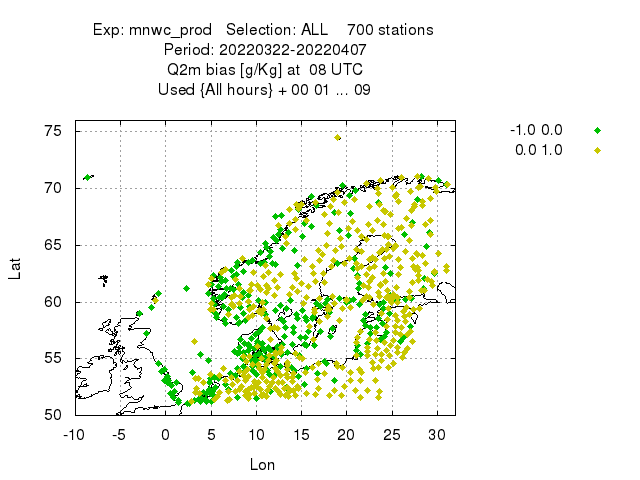 Exp: mnwc_prod   Selection: ALL    700 stations
Period: 20220322-20220407
Q2m bias [g/Kg] at  08 UTC
Used {All hours} + 00 01 ... 09
-1.0 0.0
0.0 1.0
75
70
65
60
55
50
Lat
-10 -5 0 5 10 15 20 25 30
Lon